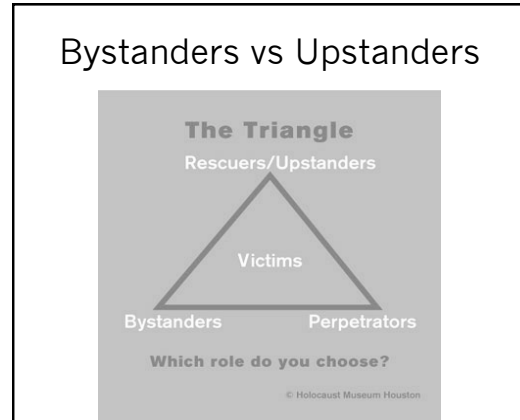 Bystanders vs Upstanders
The Triangle
Rescuers/Upstanders
Victims
Bystanders Perpetrators
Which role do you choose?
© Holocaust Museum Houston